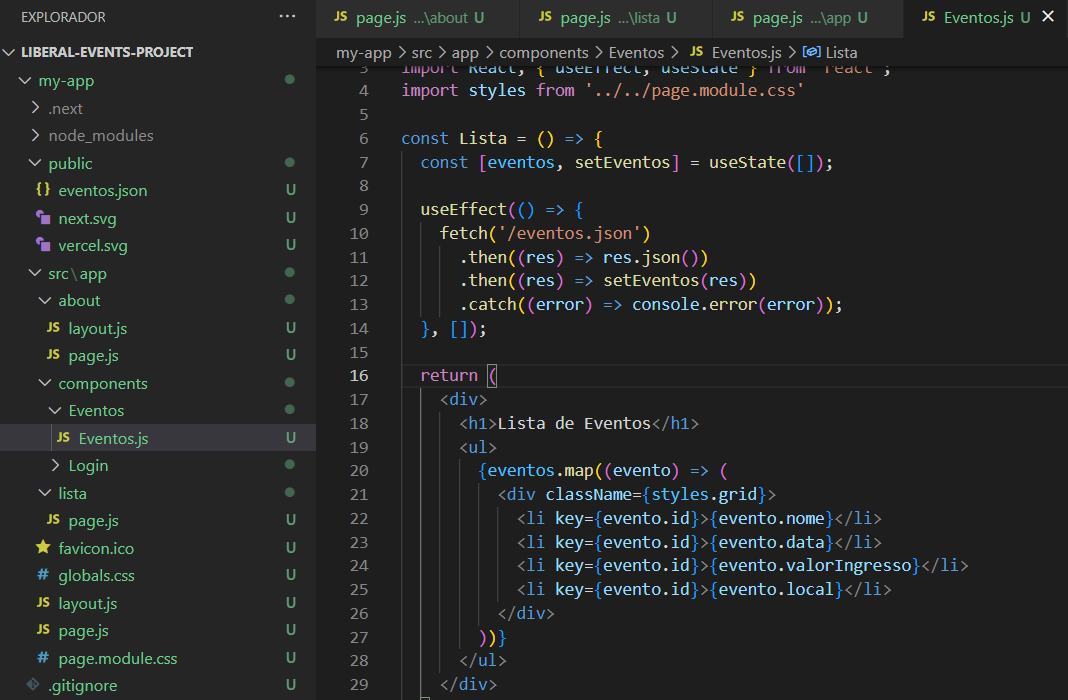 EXPLORADOR ...
LIBERAL-EVENTS-PROJECT
my-app
.next
node_modules
public
{} eventos.json U
next.svg U
vercel.svg U
src\app
about
JS layout.js U
JS page.js U
components
Eventos
JS Eventos.js U
Login
lista
JS page.js U
favicon.ico U
# globals.css U
JS layout.js U
JS page.js U
# page.module.css U
.gitignore U
JS page.js ...\about U JS page.js ...\lista U JS page.js ...\app U JS Eventos.js U
my-app > src > app > components > Eventos > JS Eventos.js > Lista
3 import React, { useEffect, useState } from 'react';
4 import styles from '../../page.module.css'
5
6 const Lista = () => {
7 const [eventos, setEventos] = useState([]);
8
9 useEffect(() => {
10 fetch('/eventos.json')
11 .then((res) => res.json())
12 .then((res) => setEventos(res))
13 .catch((error) => console.error(error));
14 }, []);
15
16 return (
17 <div>
18 <h1>Lista de Eventos</h1>
19 <ul>
20 {eventos.map((evento) => (
21 <div className={styles.grid}>
22 <li key={evento.id}>{evento.nome}</li>
23 <li key={evento.id}>{evento.data}</li>
24 <li key={evento.id}>{evento.valorIngresso}</li>
25 <li key={evento.id}>{evento.local}</li>
26 </div>
27 ))}
28 </ul>
29 </div>